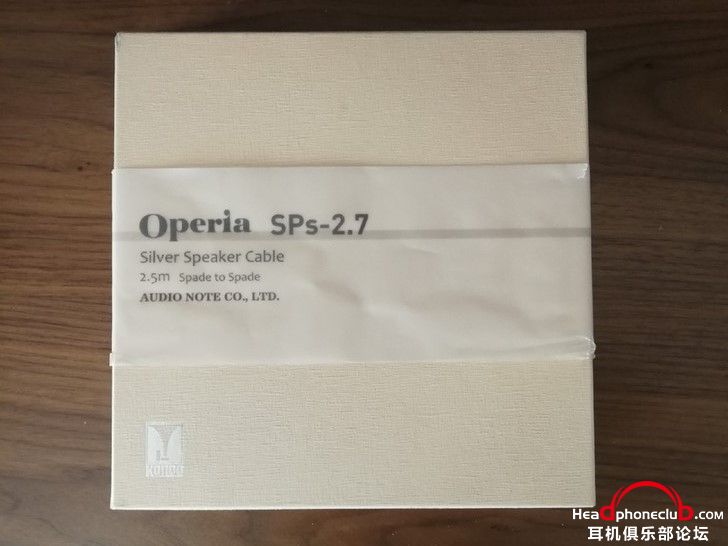 Operia SPs-2.7
Silver Speaker Cable
2.5m Spade to Spade
AUDIO NOTE CO., LTD.
KONDO
HeadphoneclubD.com
耳机俱乐部论坛